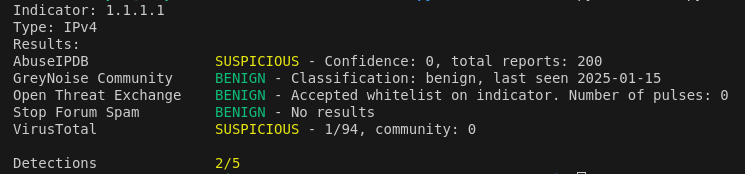 Indicator: 1.1.1.1
Type: IPv4
Results:
AbuseIPDB SUSPICIOUS - Confidence: 0, total reports: 200
GreyNoise Community BENIGN - Classification: benign, last seen 2025-01-15
Open Threat Exchange BENIGN - Accepted whitelist on indicator. Number of pulses: 0
Stop Forum Spam BENIGN - No results
VirusTotal SUSPICIOUS - 1/94, community: 0
Detections 2/5